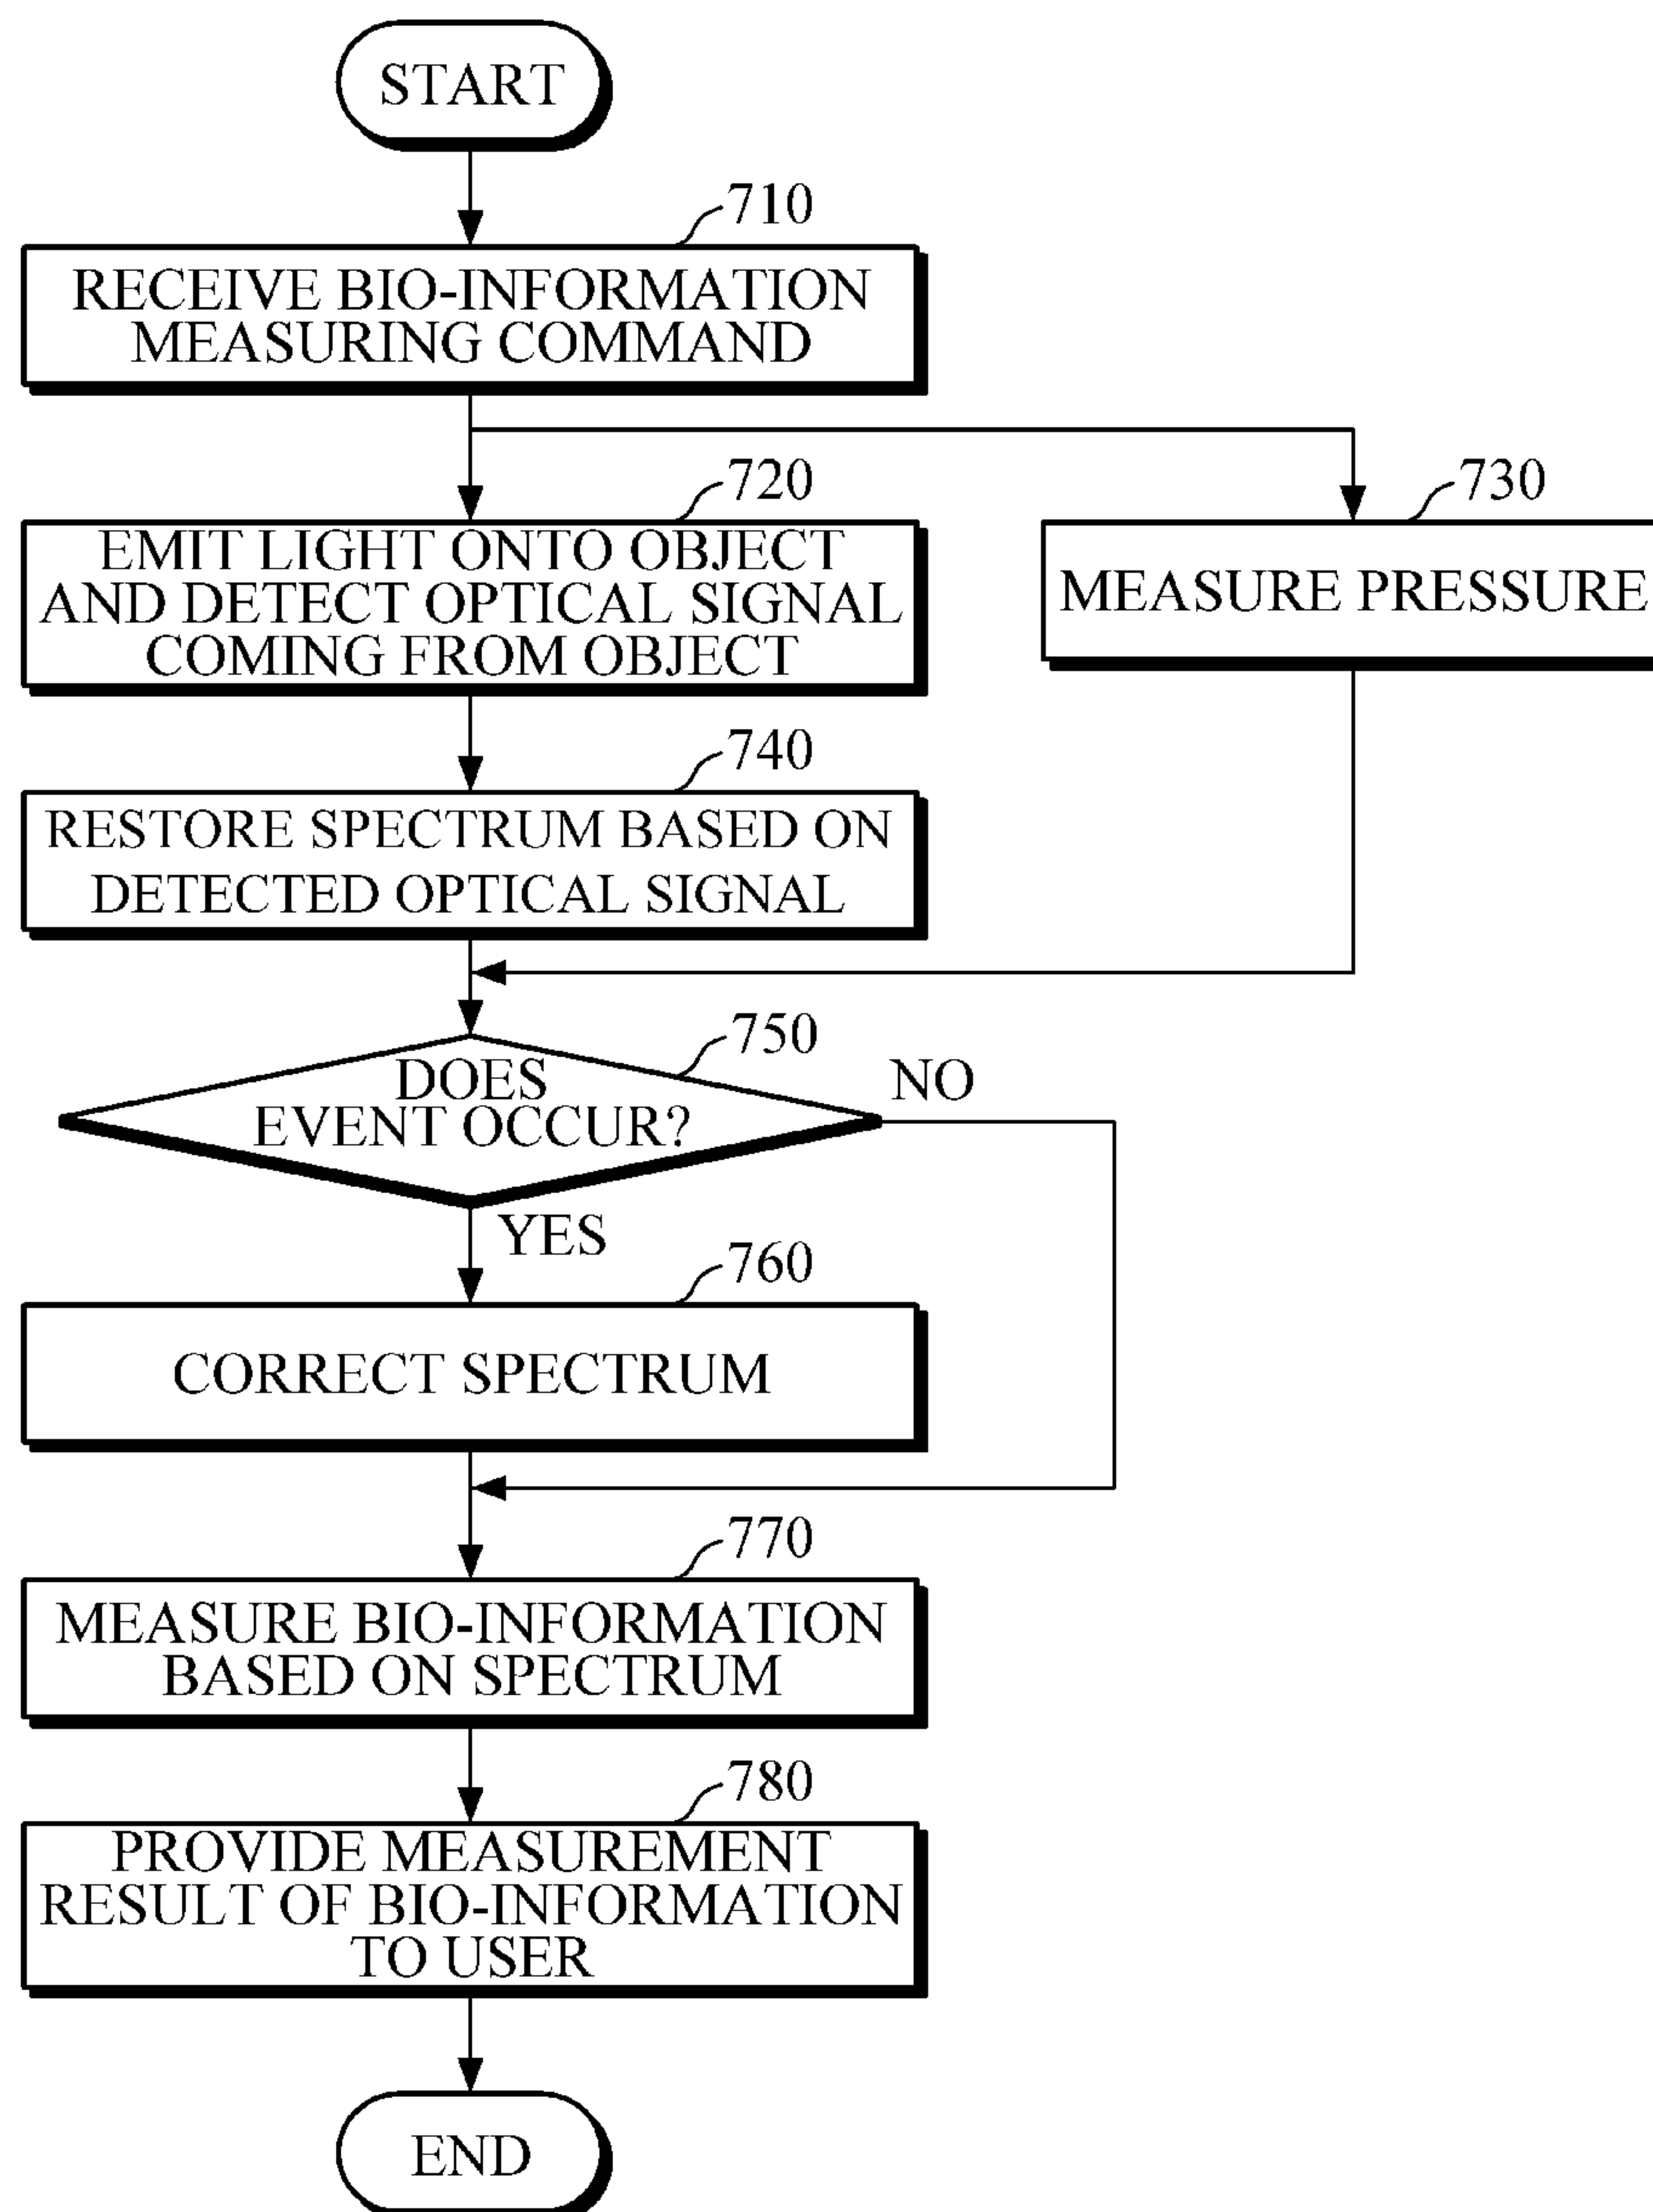 START
710
RECEIVE BIO-INFORMATION
MEASURING COMMAND
720
EMIT LIGHT ONTO OBJECT
AND DETECT OPTICAL SIGNAL
COMING FROM OBJECT
730
MEASURE PRESSURE
740
RESTORE SPECTRUM BASED ON
DETECTED OPTICAL SIGNAL
750
DOES
EVENT OCCUR?
NO
YES
760
CORRECT SPECTRUM
770
MEASURE BIO-INFORMATION
BASED ON SPECTRUM
780
PROVIDE MEASUREMENT
RESULT OF BIO-INFORMATION
TO USER
END